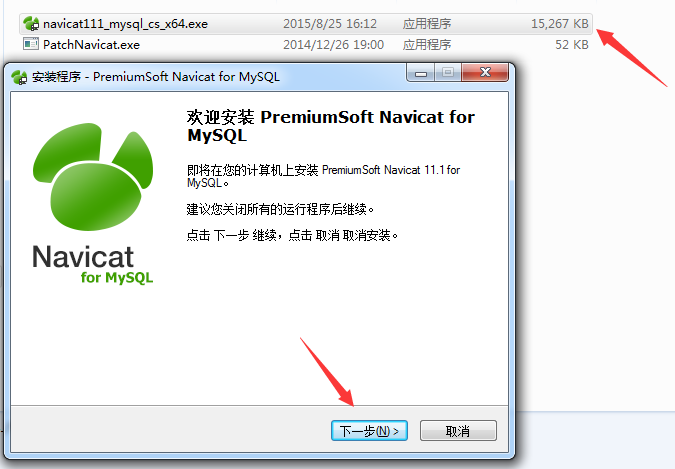 navicat111_mysql_cs_x64.exe 2015/8/25 16:12 应用程序 15,267 KB
PatchNavicat.exe 2014/12/26 19:00 应用程序 52 KB
安装程序 - PremiumSoft Navicat for MySQL
欢迎安装 PremiumSoft Navicat for
MySQL
即将在您的计算机上安装 PremiumSoft Navicat 11.1 for
MySQL。
建议您关闭所有的运行程序后继续。
点击 下一步 继续，点击 取消 取消安装。
Navicat
for MySQL
下一步(N) > 取消